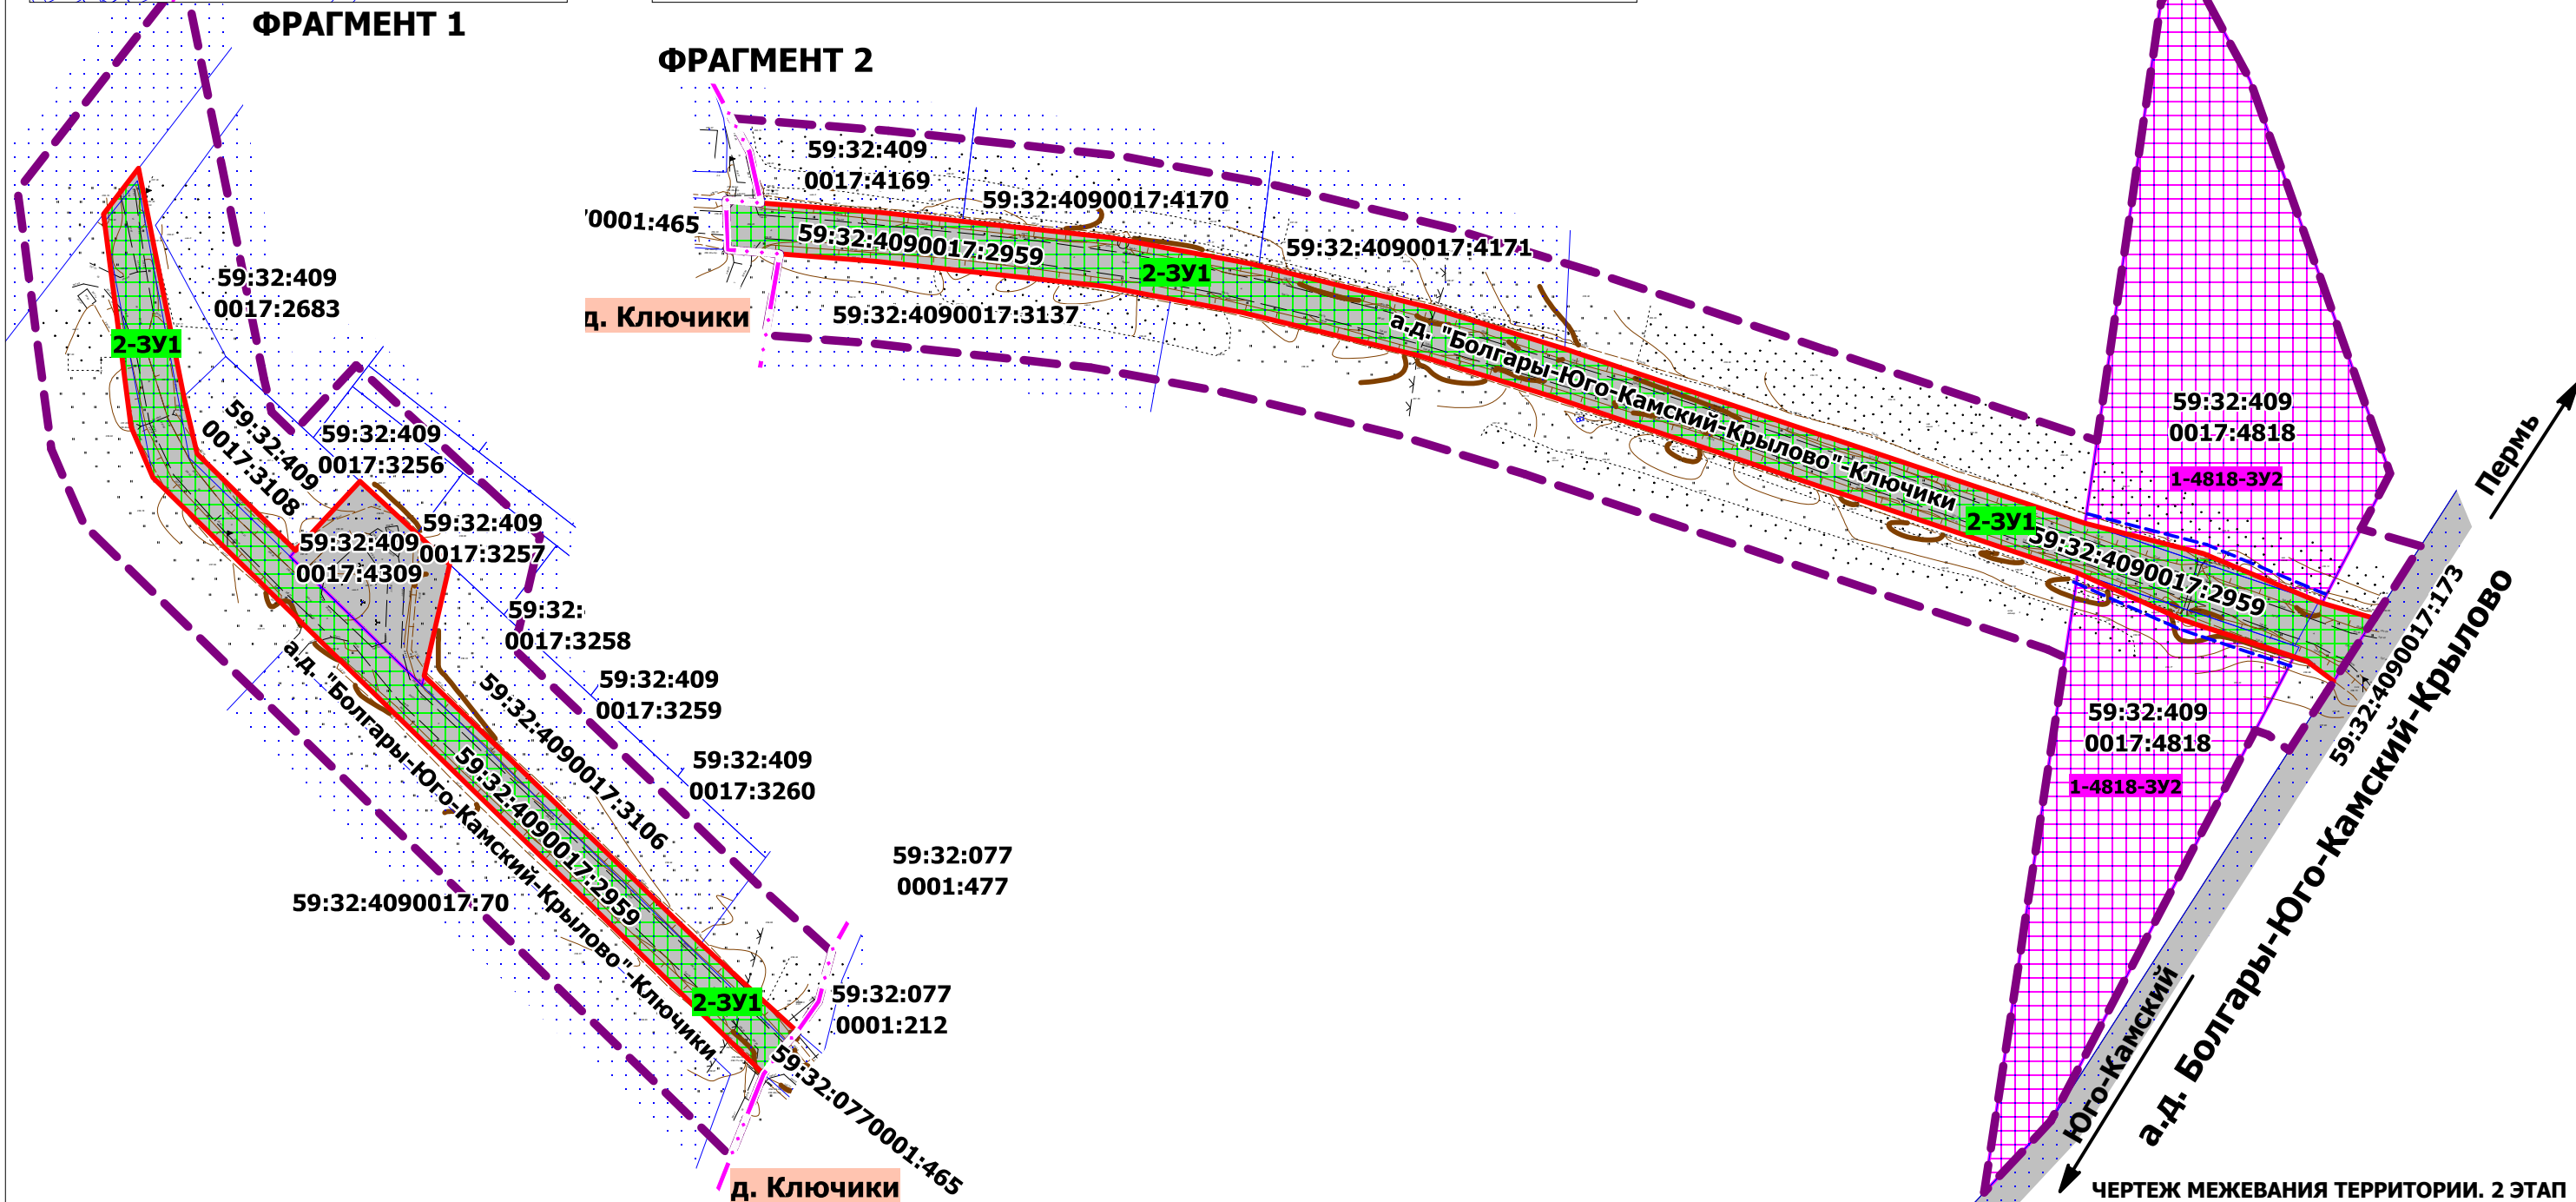 ФРАГМЕНТ 1
59:32:409
0017:2683
2-ЗУ1
59:32:409
0017:3108
59:32:409
0017:3256
59:32:409
0017:3257
59:32:409
0017:4309
59:32:
0017:3258
59:32:409
0017:3259
59:32:409
0017:3260
59:32:4090017:3106
а.д. "Болгары-Юго-Камский-Крылово"-Ключики
59:32:4090017:2959
59:32:4090017:70
59:32:077
0001:477
2-ЗУ1
59:32:077
0001:212
59:32:0770001:465
д. Ключики
ФРАГМЕНТ 2
59:32:409
0017:4169
59:32:4090017:4170
0001:465
59:32:4090017:2959
2-ЗУ1
59:32:4090017:4171
д. Ключики
59:32:4090017:3137
а.д. "Болгары-Юго-Камский-Крылово"-Ключики
59:32:409
0017:4818
1-4818-ЗУ2
2-ЗУ1
59:32:4090017:2959
Пермь
59:32:4090017:173
59:32:409
0017:4818
1-4818-ЗУ2
а.д. Болгары-Юго-Камский-Крылово
Юго-Камский
ЧЕРТЕЖ МЕЖЕВАНИЯ ТЕРРИТОРИИ. 2 ЭТАП